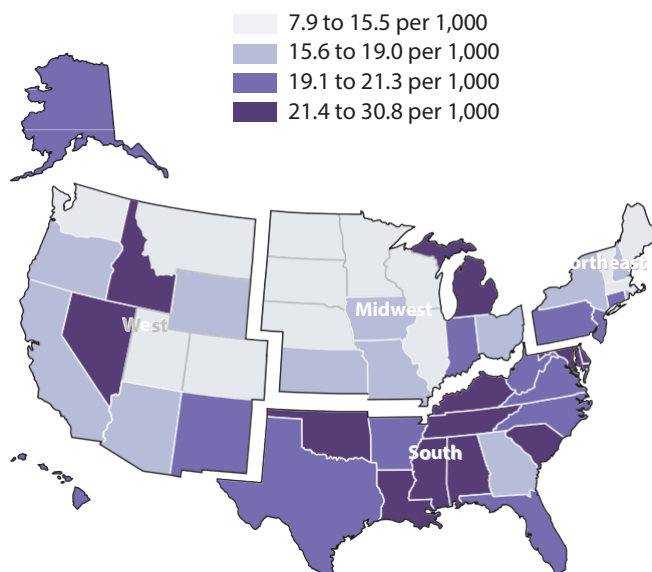 7.9 to 15.5 per 1,000
15.6 to 19.0 per 1,000
19.1 to 21.3 per 1,000
21.4 to 30.8 per 1,000
ortheast
Midwest
West
South